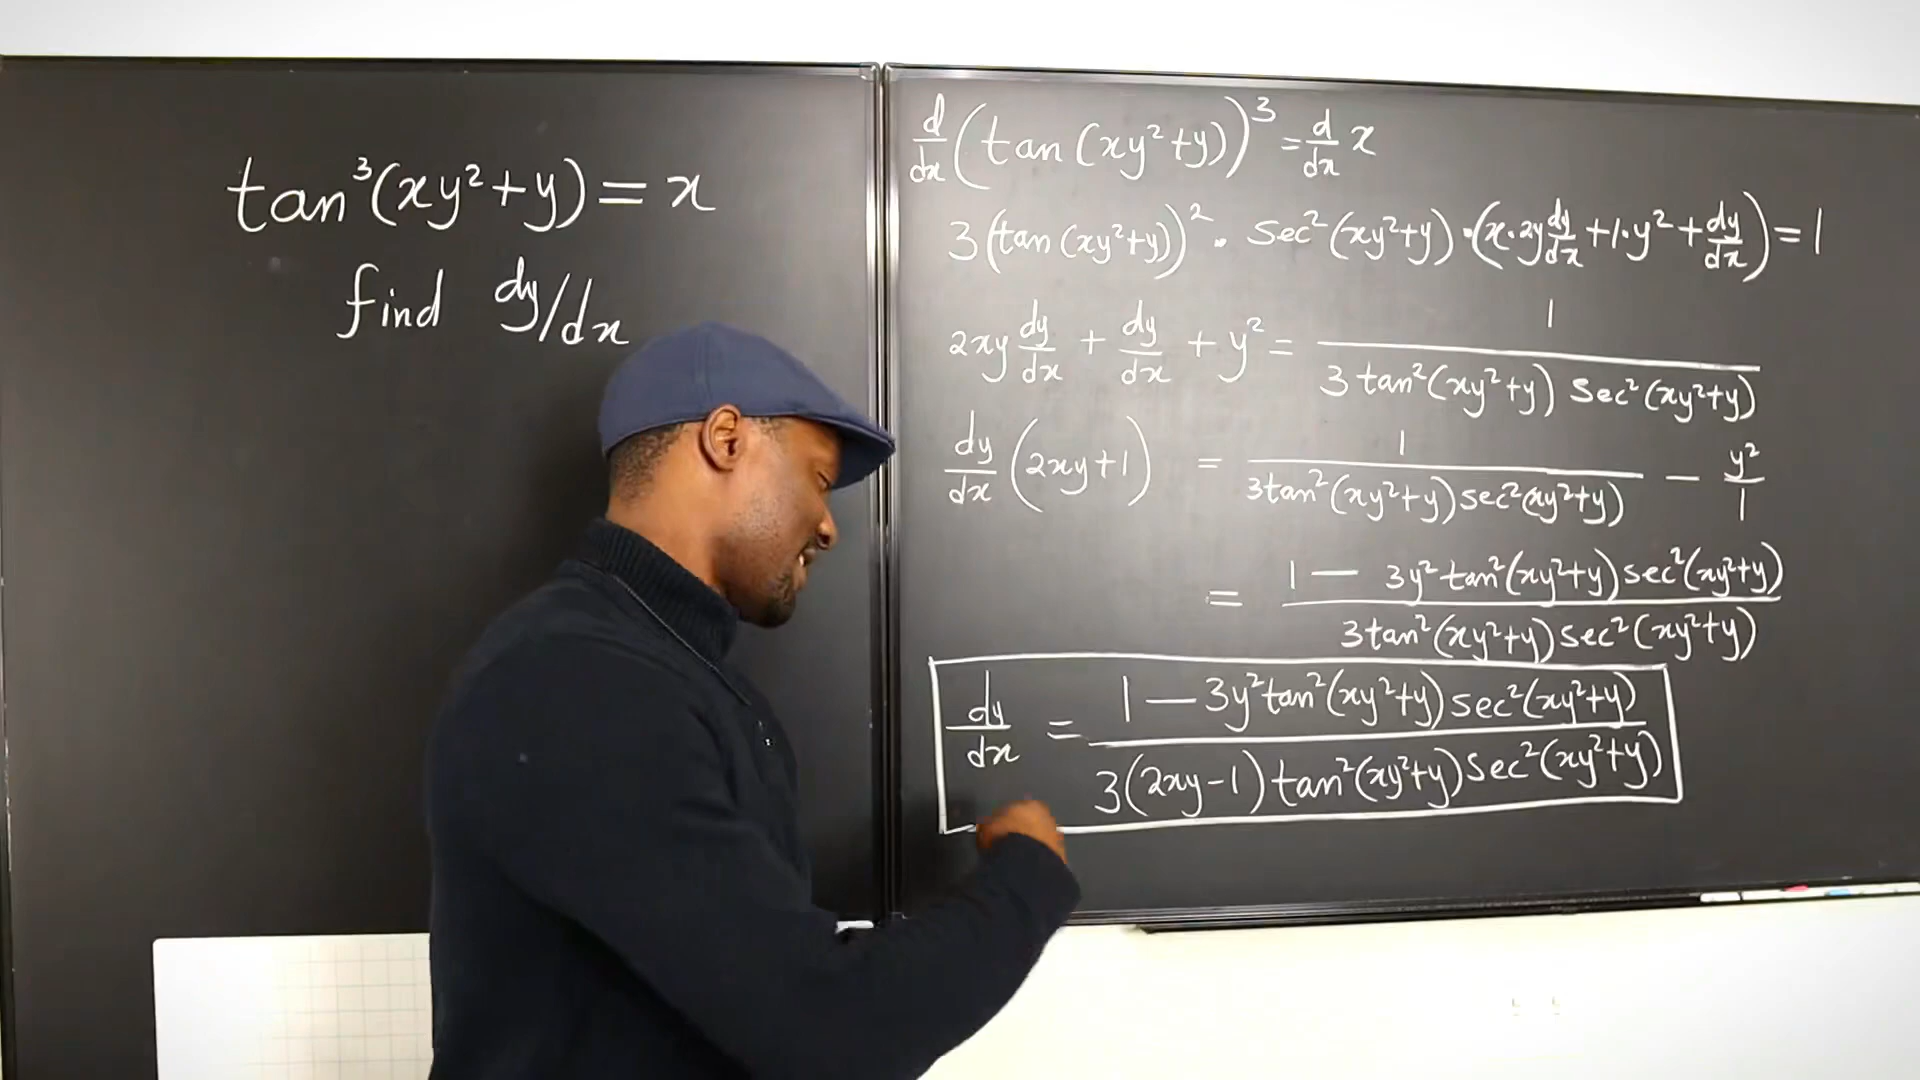 tan³(xy²+y) = x
find dy/dx
d/dx (tan (xy²+y))³ = d/dx x
3(tan (xy²+y))² · sec²(xy²+y) · (x·2y dy/dx + 1·y² + dy/dx) = 1
2xy dy/dx + dy/dx + y² = 1 / 3 tan²(xy²+y) sec²(xy²+y)
dy/dx (2xy+1) = 1 / 3tan²(xy²+y) sec²(xy²+y) − y²/1
= 1 − 3y² tan²(xy²+y) sec²(xy²+y) / 3tan²(xy²+y) sec²(xy²+y)
dy/dx = 1 − 3y² tan²(xy²+y) sec²(xy²+y) / 3(2xy−1) tan²(xy²+y) sec²(xy²+y)